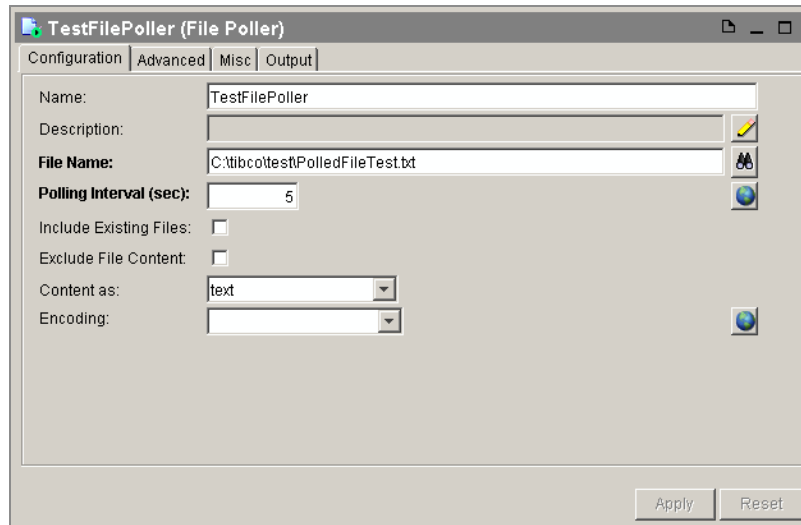 TestFilePoller (File Poller)
Configuration Advanced Misc Output
Name: TestFilePoller
Description:
File Name: C:\tibco\test\PolledFileTest.txt
Polling Interval (sec): 5
Include Existing Files:
Exclude File Content:
Content as: text
Encoding:
Apply Reset